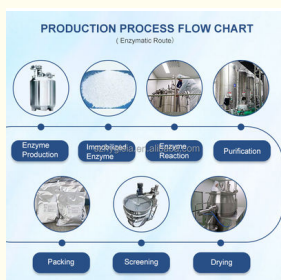 PRODUCTION PROCESS FLOW CHART
( Enzymatic Route)
Enzyme
Production
Immobilized
Enzyme
Enzyme
Reaction
Purification
Packing
Screening
Drying